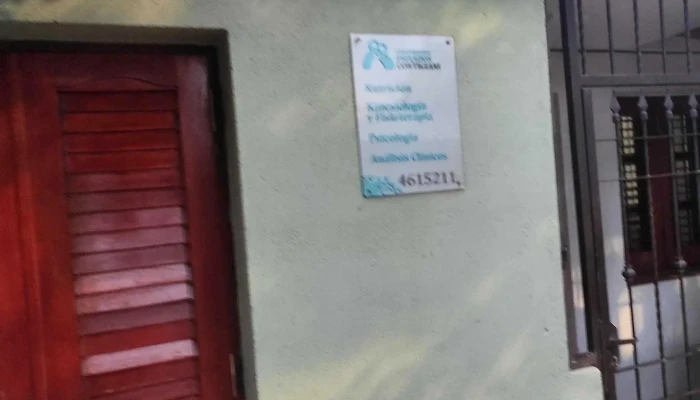 Nutrición
Kinesiología
y Fisioterapia
Psicología
Análisis Clínicos
4615211